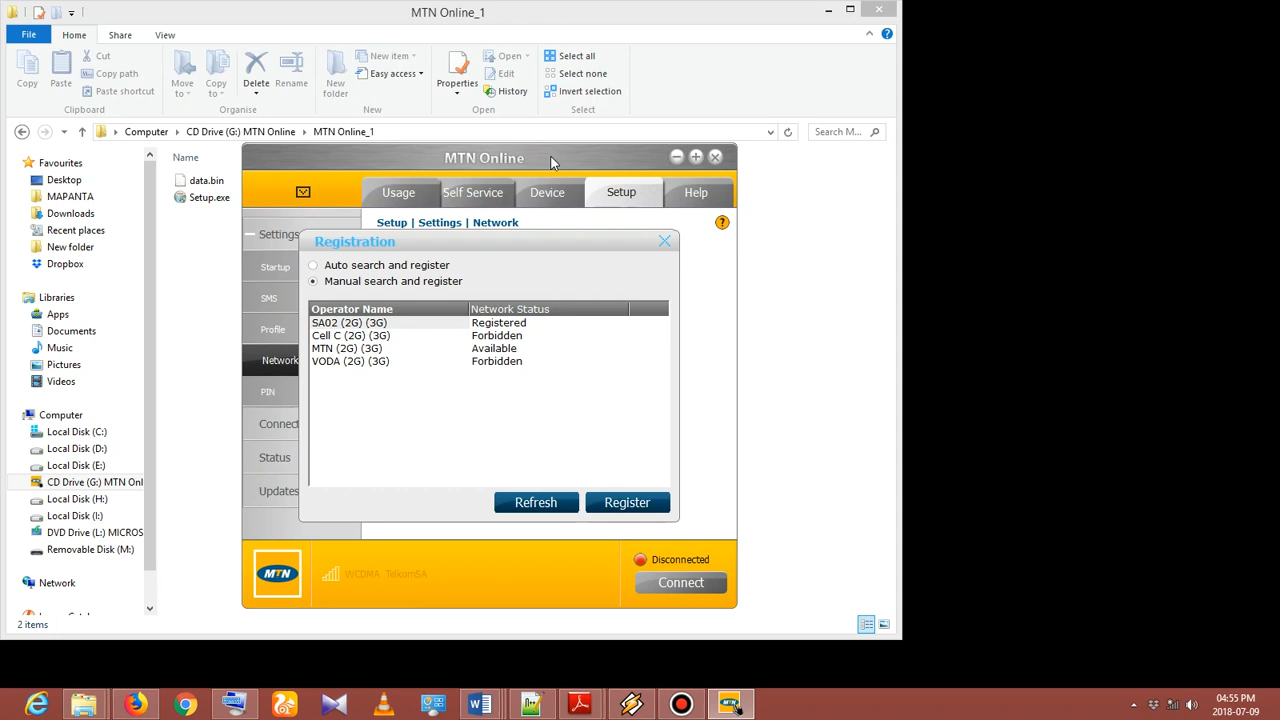 MTN Online_1
File Home Share View
Cut
Copy path
Paste shortcut
Copy Paste
Clipboard
Move to
Copy to
Delete
Rename
Organise
New item
Easy access
New folder
New
Properties
Open
Edit
History
Open
Select all
Select none
Invert selection
Select
Computer CD Drive (G:) MTN Online MTN Online_1
Search M...
Favourites
Desktop
MAPANTA
Downloads
Recent places
New folder
Dropbox
Libraries
Apps
Documents
Music
Pictures
Videos
Computer
Local Disk (C:)
Local Disk (D:)
Local Disk (E:)
CD Drive (G:) MTN Onl
Local Disk (H:)
Local Disk (I:)
DVD Drive (L:) MICROS
Removable Disk (M:)
Network
2 items
Name
data.bin
Setup.exe
MTN Online
Usage Self Service Device Setup Help
Setup | Settings | Network
Settings
Startup
SMS
Profile
Network
PIN
Connect
Status
Updates
Registration
Auto search and register
Manual search and register
Operator Name Network Status
SA02 (2G) (3G) Registered
Cell C (2G) (3G) Forbidden
MTN (2G) (3G) Available
VODA (2G) (3G) Forbidden
Refresh Register
MTN
WCDMA TelkomSA
Disconnected
Connect
04:55 PM
2018-07-09